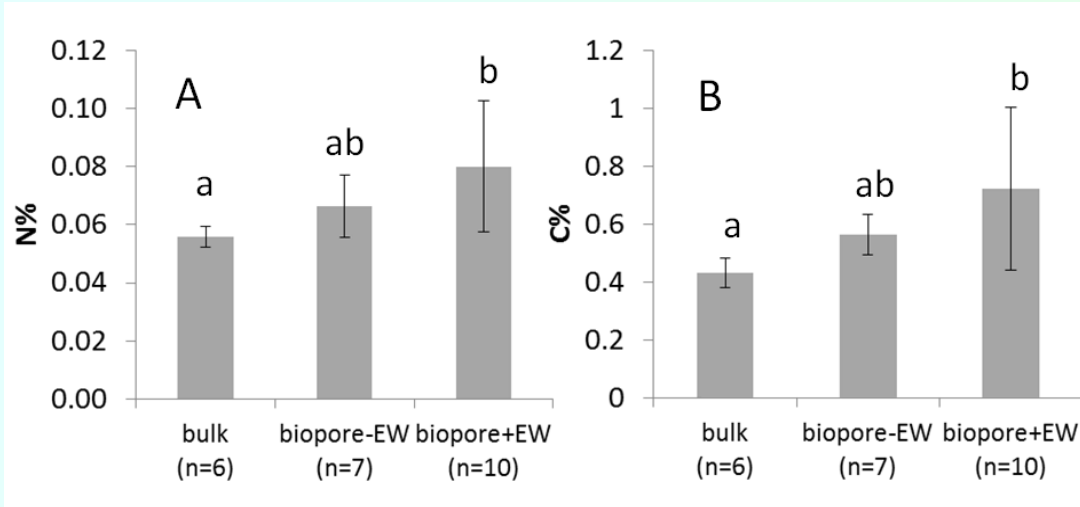 A
N%
0.12
0.10
0.08
0.06
0.04
0.02
0.00
a
ab
b
bulk
(n=6)
biopore-EW
(n=7)
biopore+EW
(n=10)
B
C%
1.2
1
0.8
0.6
0.4
0.2
0
a
ab
b
bulk
(n=6)
biopore-EW
(n=7)
biopore+EW
(n=10)